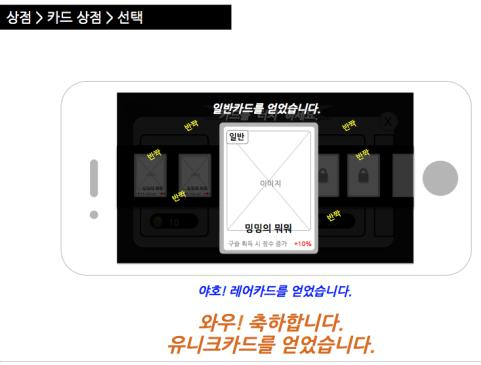 상점 > 카드 상점 > 선택
일반카드를 얻었습니다.
반짝
반짝
반짝
반짝
반짝
반짝
X
일반
이미지
밍밍의 뭐워
구슬 획득 시 점수 증가 +10%
10
야호! 레어카드를 얻었습니다.
와우! 축하합니다.
유니크카드를 얻었습니다.